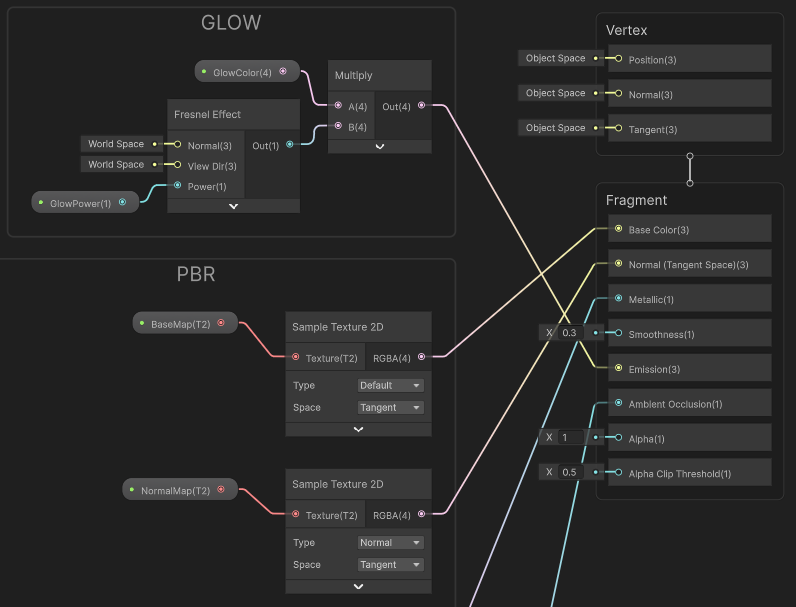 GLOW
GlowColor(4)
Multiply
A(4)
Out(4)
B(4)
Fresnel Effect
World Space
Normal(3)
Out(1)
World Space
View Dir(3)
Power(1)
GlowPower(1)
PBR
BaseMap(T2)
Sample Texture 2D
Texture(T2)
RGBA(4)
Type
Default
Space
Tangent
NormalMap(T2)
Sample Texture 2D
Texture(T2)
RGBA(4)
Type
Normal
Space
Tangent
Vertex
Object Space
Position(3)
Object Space
Normal(3)
Object Space
Tangent(3)
Fragment
Base Color(3)
Normal (Tangent Space)(3)
Metallic(1)
X 0.3
Smoothness(1)
Emission(3)
Ambient Occlusion(1)
X 1
Alpha(1)
X 0.5
Alpha Clip Threshold(1)